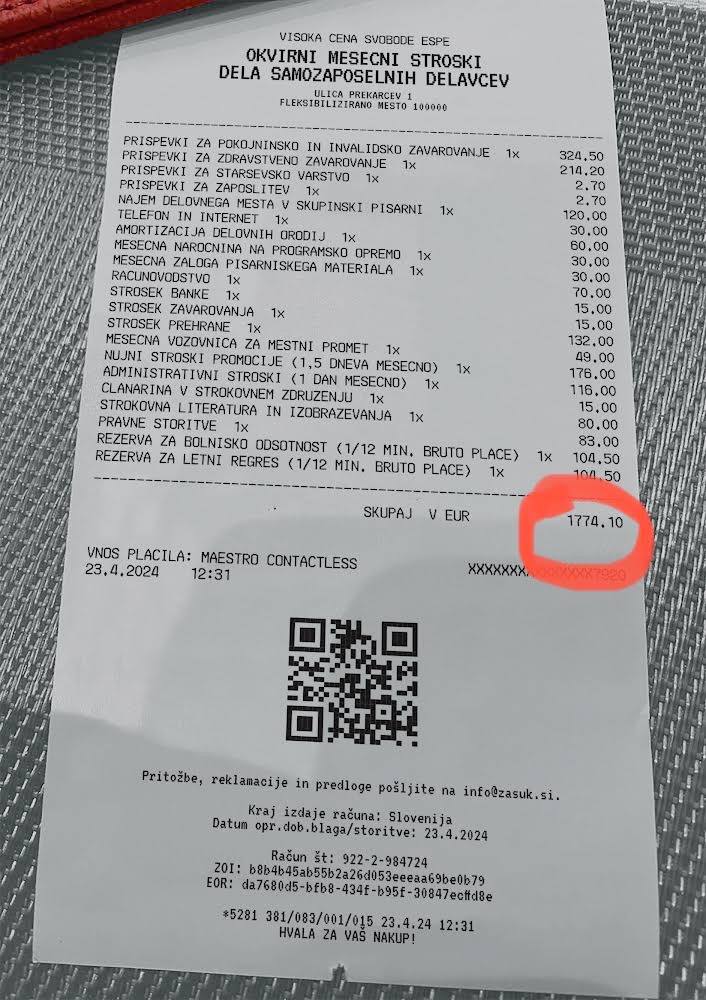 VISOKA CENA SVOBODE ESPE
OKVIRNI MESECNI STROSKI
DELA SAMOZAPOSELNIH DELAVCEV
ULICA PREKARCEV 1
FLEKSIBILIZIRANO MESTO 100000
PRISPEVKI ZA POKOJNINSKO IN INVALIDSKO ZAVAROVANJE 1x 324.50
PRISPEVKI ZA ZDRAVSTVENO ZAVAROVANJE 1x 214.20
PRISPEVKI ZA STARSEVSKO VARSTVO 1x 2.70
PRISPEVKI ZA ZAPOSLITEV 1x 2.70
NAJEM DELOVNEGA MESTA V SKUPINSKI PISARNI 1x 120.00
TELEFON IN INTERNET 1x 30.00
AMORTIZACIJA DELOVNIH ORODIJ 1x 60.00
MESECNA NAROCNINA NA PROGRAMSKO OPREMO 1x 30.00
MESECNA ZALOGA PISARNISKEGA MATERIALA 1x 30.00
RACUNOVODSTVO 1x 70.00
STROSEK BANKE 1x 15.00
STROSEK ZAVAROVANJA 1x 15.00
STROSEK PREHRANE 1x 132.00
MESECNA VOZOVNICA ZA MESTNI PROMET 1x 49.00
NUJNI STROSKI PROMOCIJE (1,5 DNEVA MESECNO) 1x 176.00
ADMINISTRATIVNI STROSKI (1 DAN MESECNO) 1x 116.00
CLANARINA V STROKOVNEM ZDRUZENJU 1x 15.00
STROKOVNA LITERATURA IN IZOBRAZEVANJA 1x 80.00
PRAVNE STORITVE 1x 83.00
REZERVA ZA BOLNISKO ODSOTNOST (1/12 MIN. BRUTO PLACE) 1x 104.50
REZERVA ZA LETNI REGRES (1/12 MIN. BRUTO PLACE) 1x 104.50
SKUPAJ V EUR 1774.10
VNOS PLACILA: MAESTRO CONTACTLESS
23.4.2024 12:31 XXXXXXXXXXXXXXX7920
Pritožbe, reklamacije in predloge pošljite na info@zasuk.si.
Kraj izdaje računa: Slovenija
Datum opr.dob.blaga/storitve: 23.4.2024
Račun št: 922-2-984724
ZOI: b8b4b45ab55b2a26d053eeeaa69be0b79
EOR: da7680d5-bfb8-434f-b95f-30847ecffd8e
*5281 381/083/001/015 23.4.24 12:31
HVALA ZA VAŠ NAKUP!